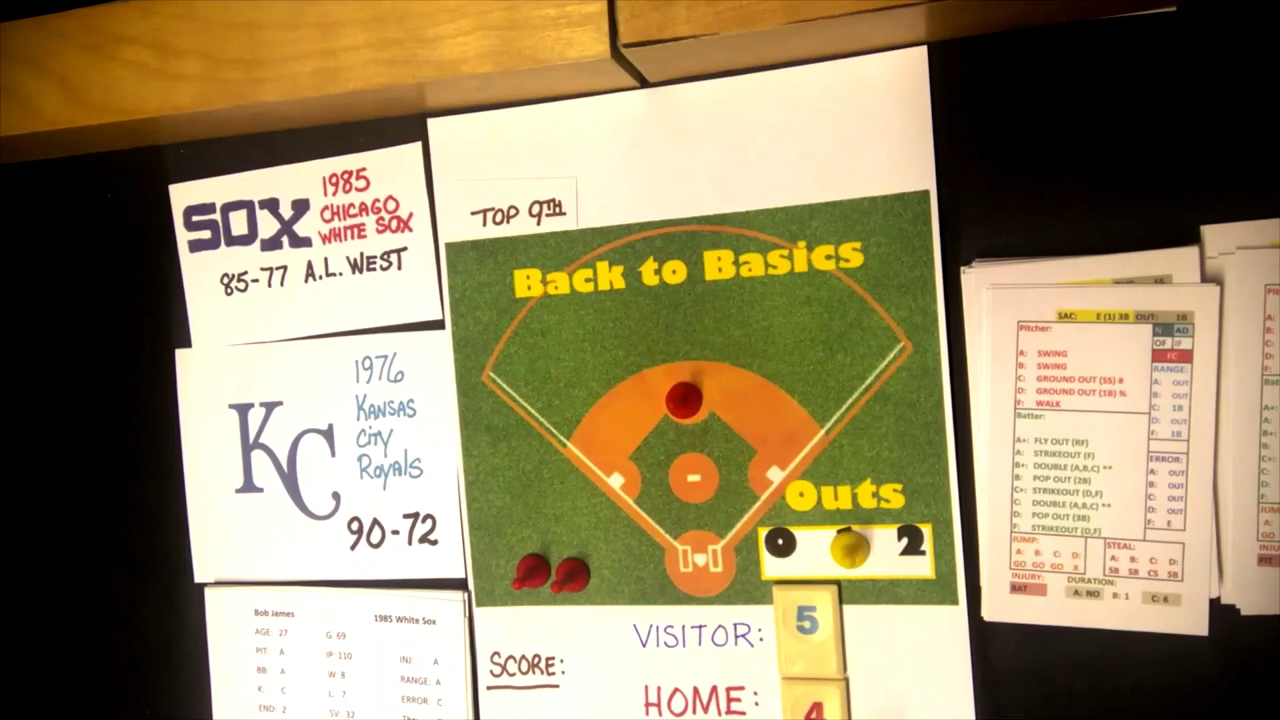 SOX
1985
CHICAGO
WHITE SOX
85-77 A.L. WEST
KC
1976
KANSAS
CITY
ROYALS
90-72
Bob James 1985 White Sox
AGE: 27 G: 69
PIT: A IP: 110 INJ: A
BB: A W 8 RANGE: A
K: C L: 7 ERROR: C
END: 2 SV: 32
TOP 9TH
Back to Basics
Outs
0 2
VISITOR: 5
SCORE:
HOME: 4
SAC: E (1) 3B OUT: 1B
Pitcher: N AD
OF IF
A: SWING FC
B: SWING RANGE:
C: GROUND OUT (SS) # A: OUT
D: GROUND OUT (1B) % B: OUT
F: WALK C: 1B
D: OUT
F: 1B
Batter:
A+: FLY OUT (RF)
A: STRIKEOUT (F) ERROR:
B+: DOUBLE (A,B,C) ** A: OUT
B: POP OUT (2B) B: OUT
C+: STRIKEOUT (D,F) C: OUT
C: DOUBLE (A,B,C) ** D: OUT
D: POP OUT (3B) F: E
F: STRIKEOUT (D,F)
JUMP: STEAL:
A: B: C: D: A: B: C: D:
GO GO GO X SB SB CS SB
INJURY: DURATION:
BAT A: NO B: 1 C: 6